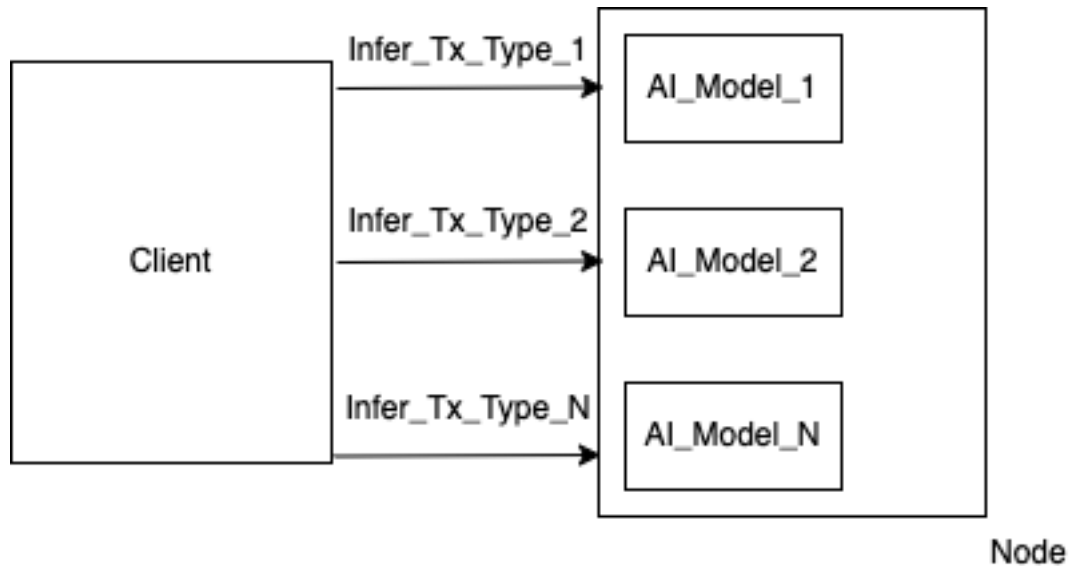 Infer_Tx_Type_1
AI_Model_1
Infer_Tx_Type_2
Client
AI_Model_2
Infer_Tx_Type_N
AI_Model_N
Node